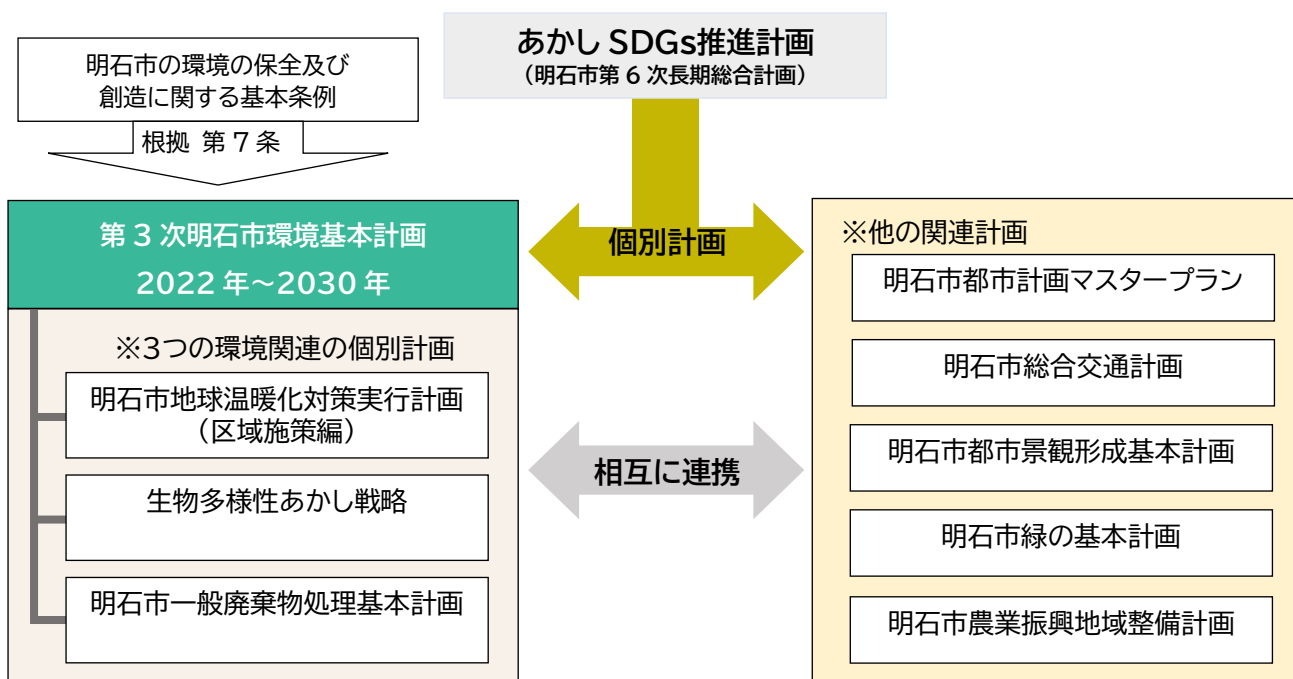 あかし SDGs推進計画
（明石市第 6 次長期総合計画）
明石市の環境の保全及び
創造に関する基本条例
根拠 第 7 条
第 3 次明石市環境基本計画
2022 年～2030 年
※3つの環境関連の個別計画
明石市地球温暖化対策実行計画
（区域施策編）
生物多様性あかし戦略
明石市一般廃棄物処理基本計画
個別計画
相互に連携
※他の関連計画
明石市都市計画マスタープラン
明石市総合交通計画
明石市都市景観形成基本計画
明石市緑の基本計画
明石市農業振興地域整備計画